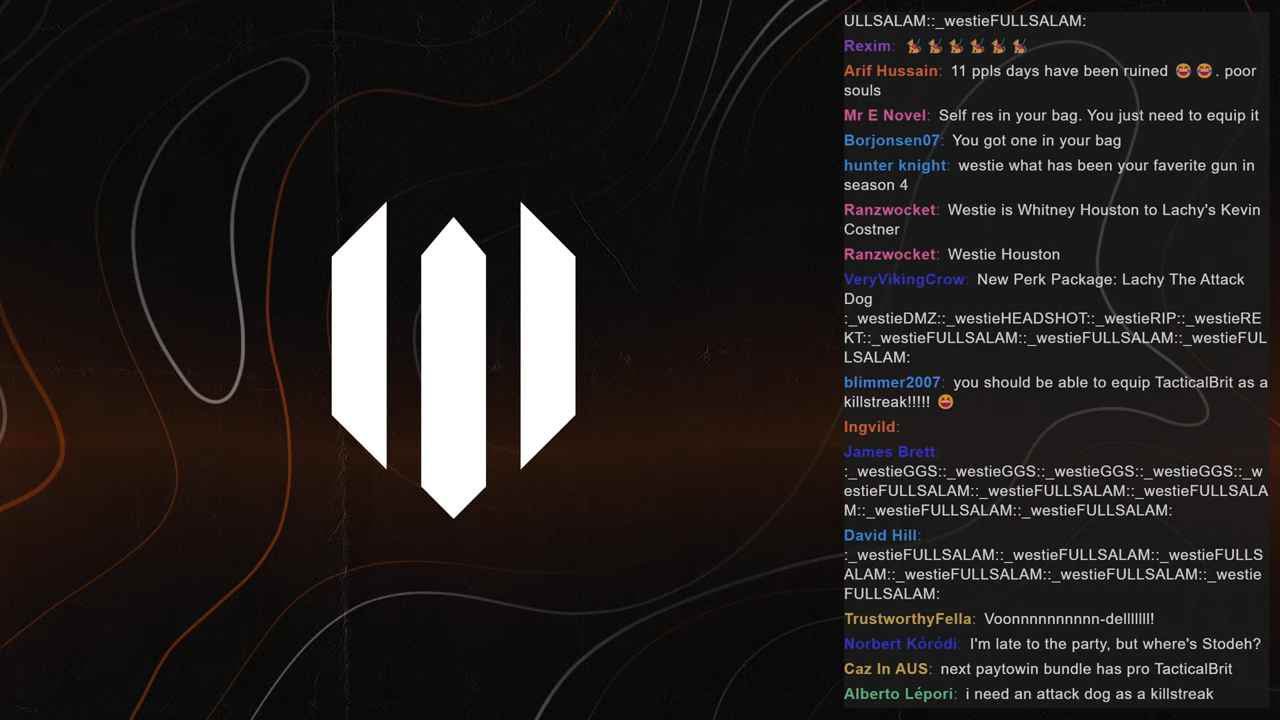 ULLSALAM::_westieFULLSALAM:
Rexim:
Arif Hussain: 11 ppls days have been ruined 😂 😂 . poor
souls
Mr E Novel: Self res in your bag. You just need to equip it
Borjonsen07: You got one in your bag
hunter knight: westie what has been your faverite gun in
season 4
Ranzwocket: Westie is Whitney Houston to Lachy's Kevin
Costner
Ranzwocket: Westie Houston
VeryVikingCrow: New Perk Package: Lachy The Attack
Dog
:_westieDMZ::_westieHEADSHOT::_westieRIP::_westieRE
KT::_westieFULLSALAM::_westieFULLSALAM::_westieFUL
LSALAM:
blimmer2007: you should be able to equip TacticalBrit as a
killstreak!!!!! 😆
Ingvild:
James Brett:
:_westieGGS::_westieGGS::_westieGGS::_westieGGS::_w
estieFULLSALAM::_westieFULLSALAM::_westieFULLSALA
M::_westieFULLSALAM::_westieFULLSALAM:
David Hill:
:_westieFULLSALAM::_westieFULLSALAM::_westieFULLS
ALAM::_westieFULLSALAM::_westieFULLSALAM::_westie
FULLSALAM:
TrustworthyFella: Voonnnnnnnnnn-delllllll!
Norbert Kóródi: I'm late to the party, but where's Stodeh?
Caz In AUS: next paytowin bundle has pro TacticalBrit
Alberto Lépori: i need an attack dog as a killstreak